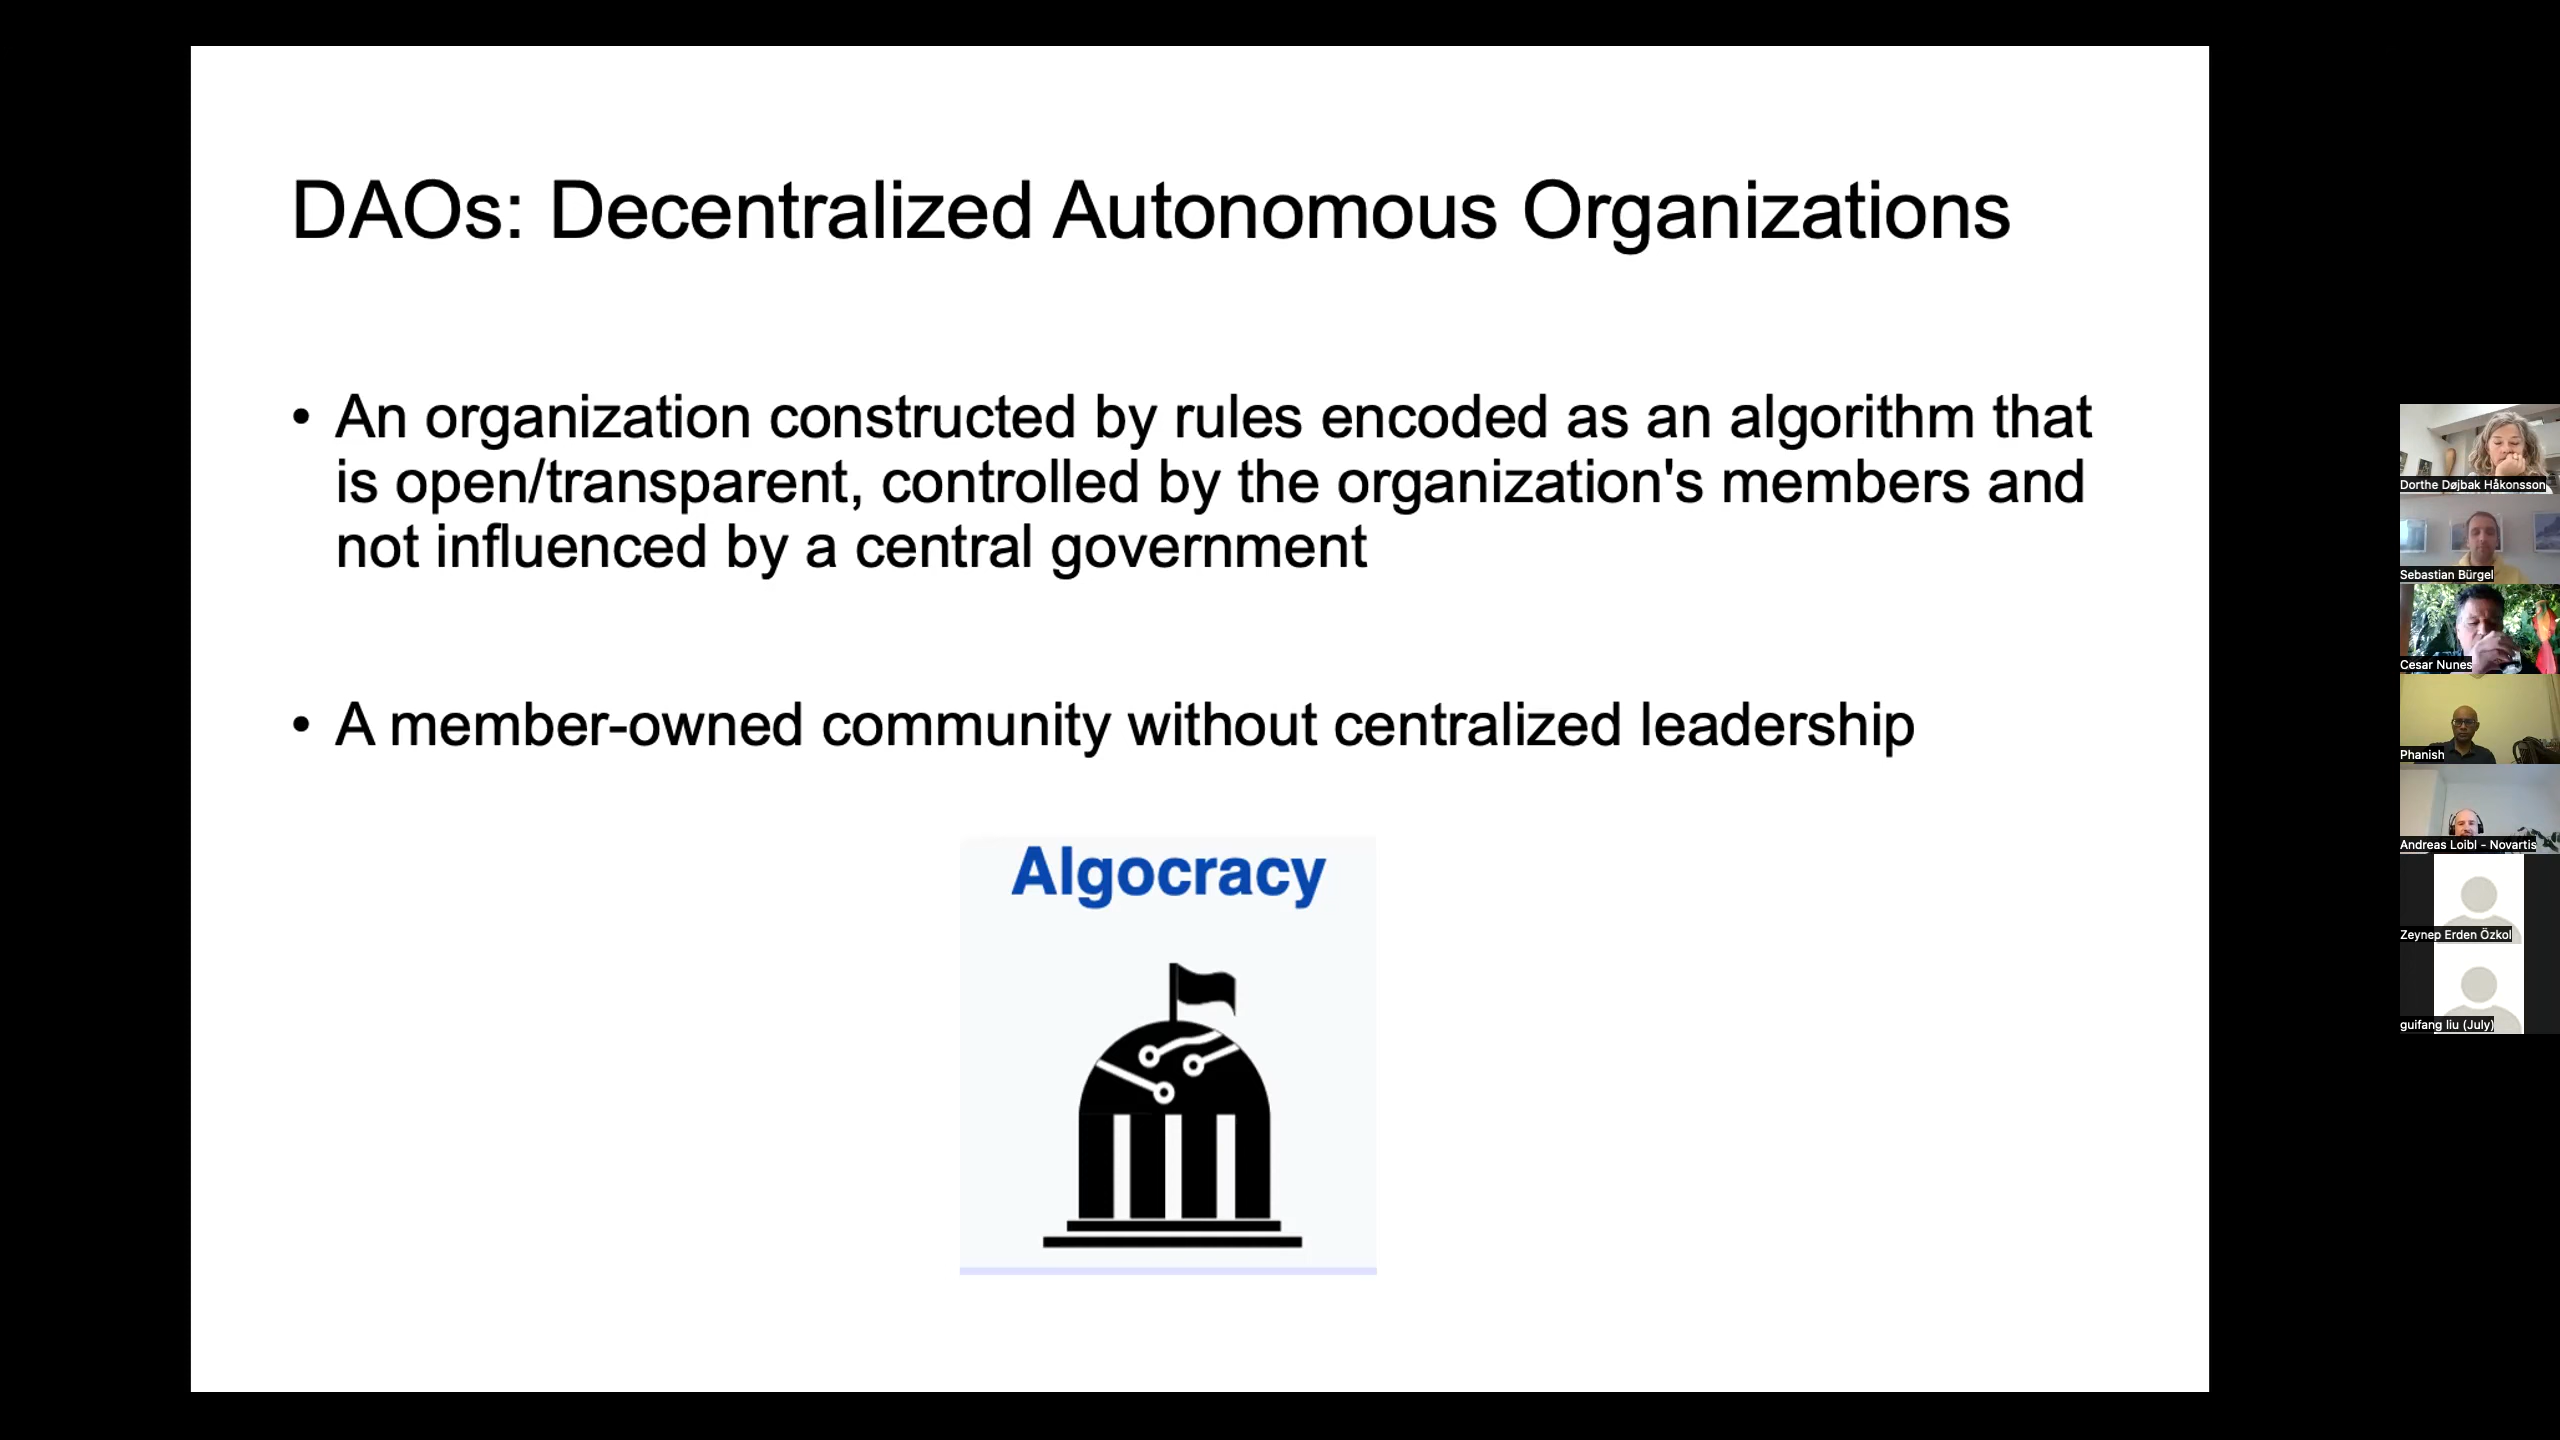 DAOs: Decentralized Autonomous Organizations
• An organization constructed by rules encoded as an algorithm that
is open/transparent, controlled by the organization's members and
not influenced by a central government
• A member-owned community without centralized leadership
Algocracy
Dorthe Døjbak Håkonsson
Sebastian Bürgel
Cesar Nunes
Phanish
Andreas Loibl - Novartis
Zeynep Erden Özkol
guifang liu (July)